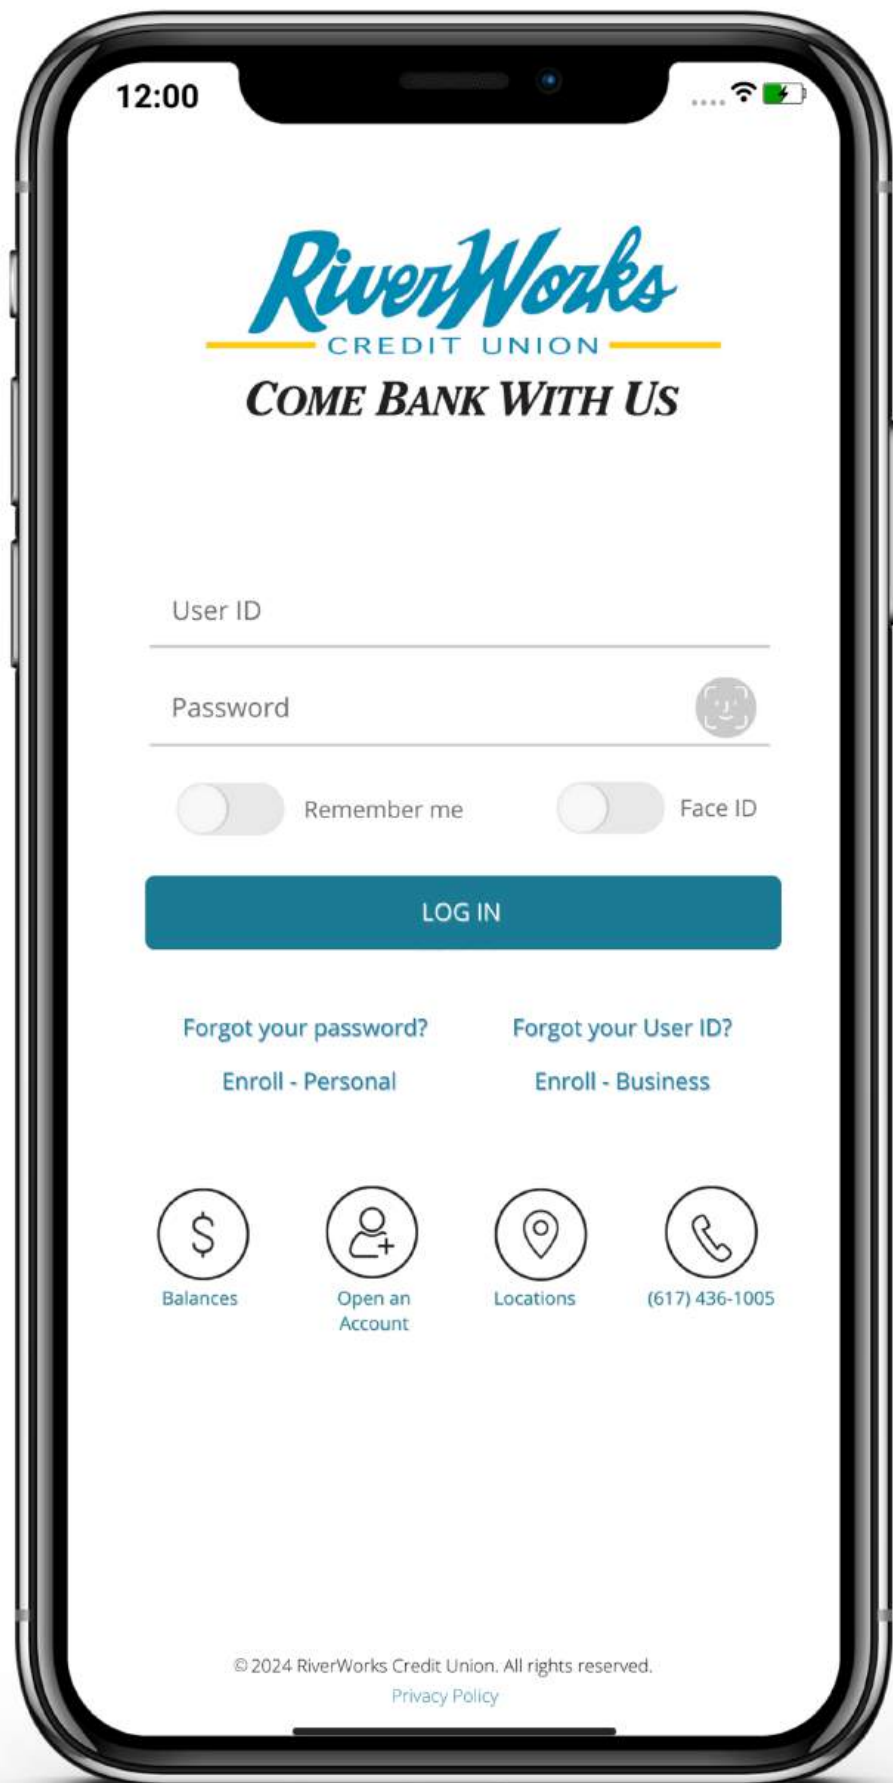 12:00
RiverWorks
CREDIT UNION
COME BANK WITH US
User ID
Password
Remember me
Face ID
LOG IN
Forgot your password?
Forgot your User ID?
Enroll - Personal
Enroll - Business
$
Balances
Open an
Account
Locations
(617) 436-1005
© 2024 RiverWorks Credit Union. All rights reserved.
Privacy Policy